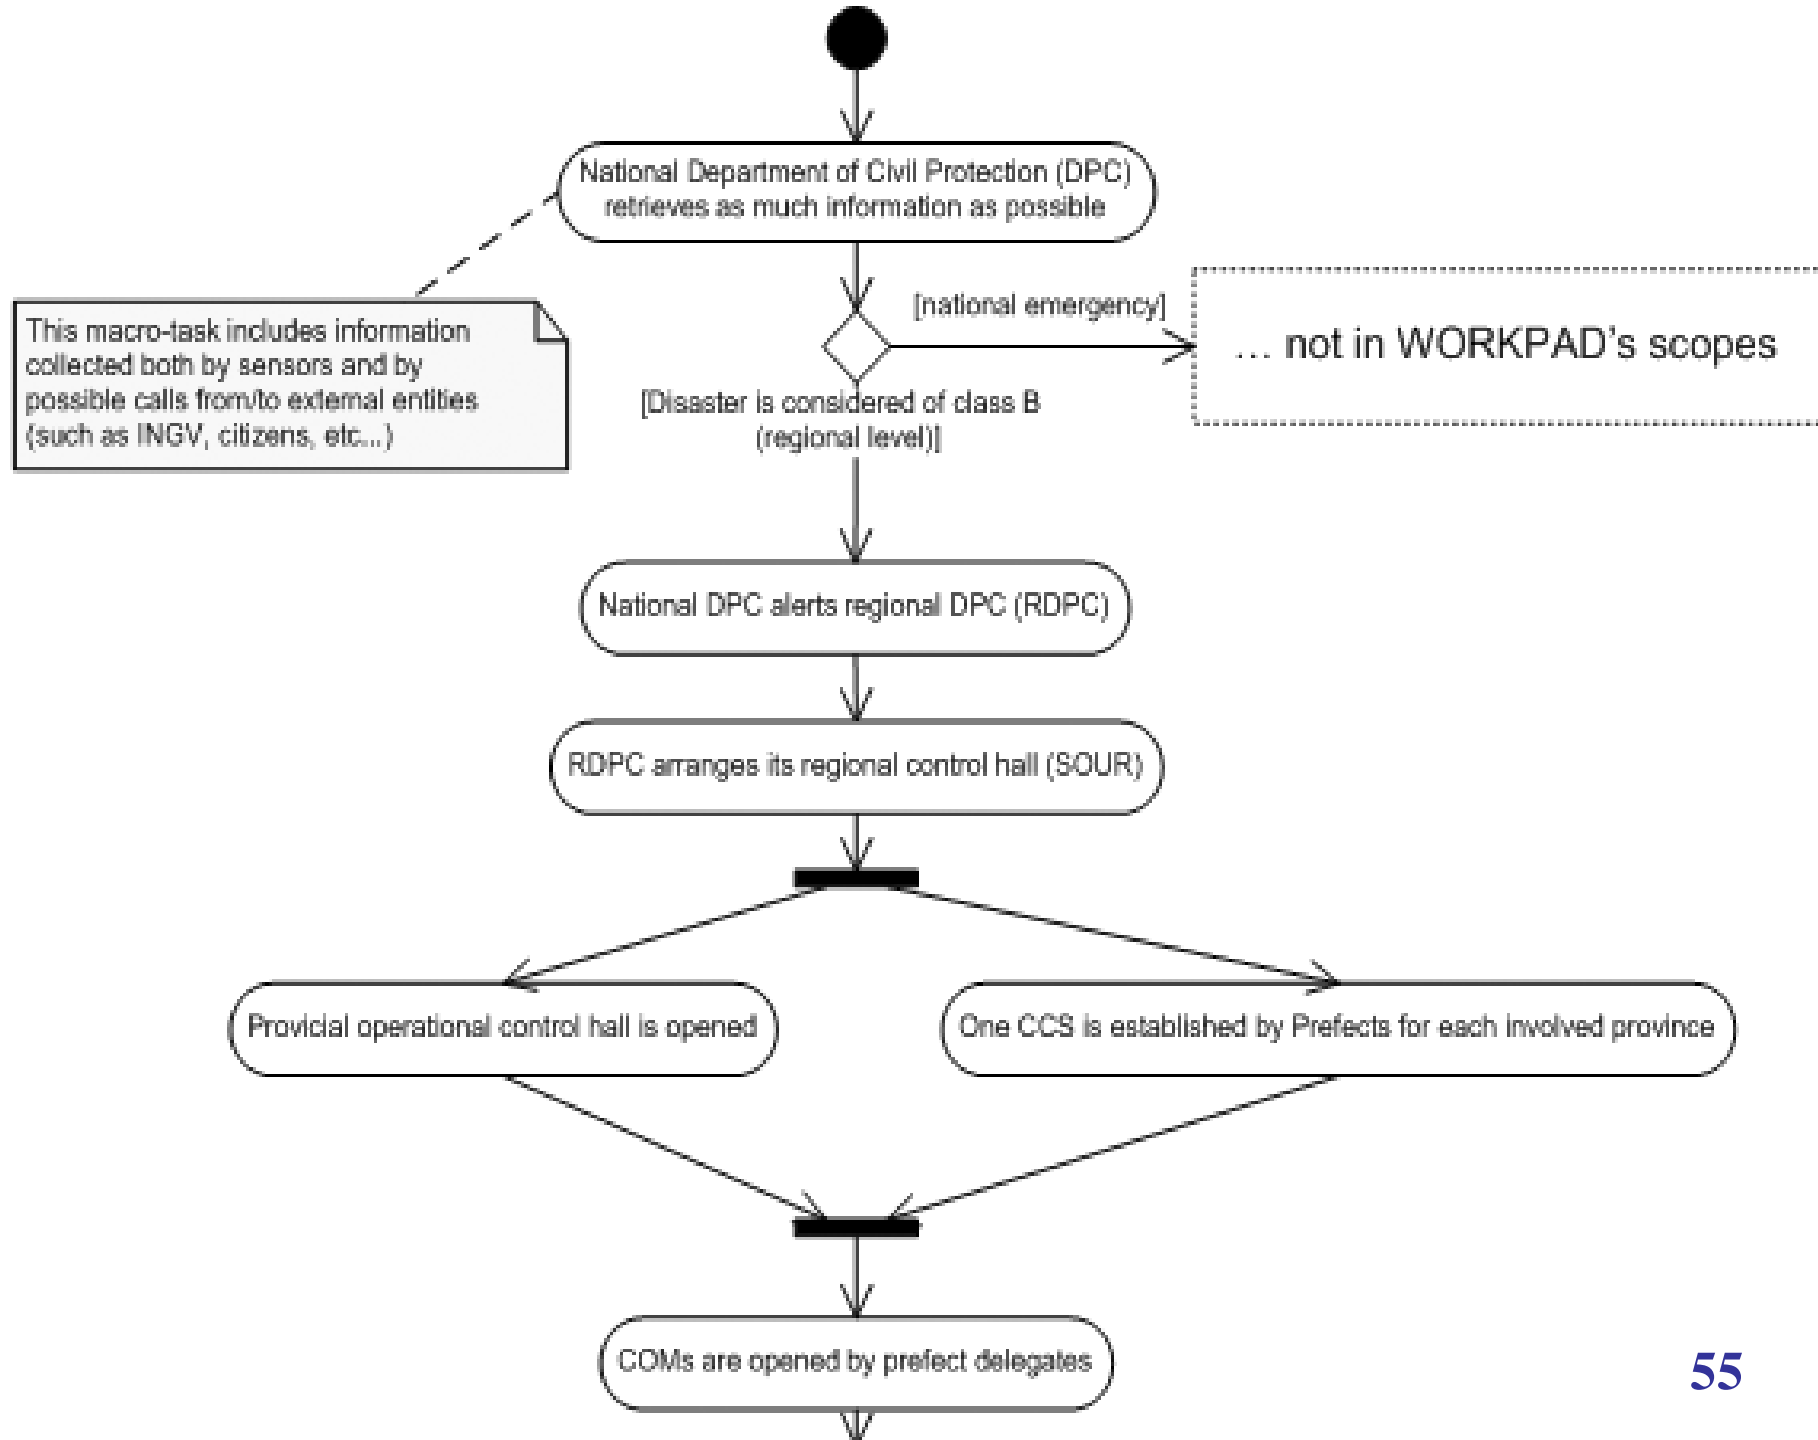 National Department of Civil Protection (DPC)
retrieves as much information as possible
[national emergency]
... not in WORKPAD's scopes
This macro-task includes information
collected both by sensors and by
possible calls from/to external entities
(such as INGV, citizens, etc...)
[Disaster is considered of class B
(regional level)]
National DPC alerts regional DPC (RDPC)
RDPC arranges its regional control hall (SOUR)
Provicial operational control hall is opened
One CCS is established by Prefects for each involved province
COMs are opened by prefect delegates
55